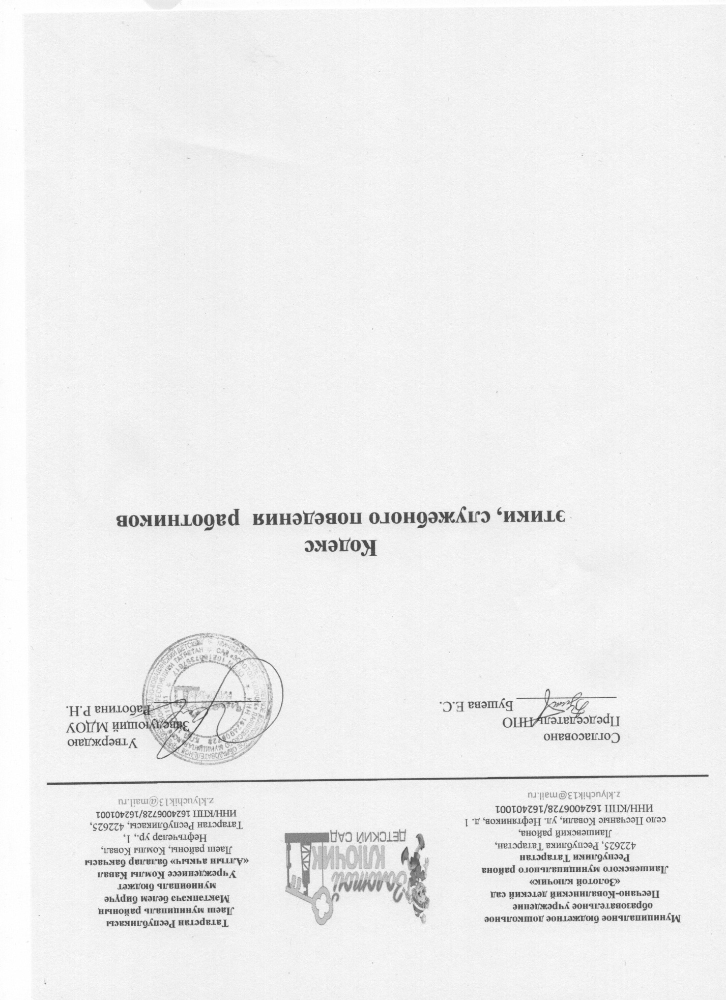 Муниципальное бюджетное дошкольное
образовательное учреждение
Песчано-Ковалинский детский сад
«Золотой ключик»
Лаишевского муниципального района
Республики Татарстан
422625, Республика Татарстан,
Лаишевский района,
село Песчаные Ковали, ул. Нефтяников, д. 1
ИНН/КПП 1624006728/162401001
z.klyuchik13@mail.ru
Золотой
КЛЮЧИК
ДЕТСКИЙ САД
Татарстан Республикасы
Лаеш муниципаль районың
Мәктәпкәчә белем бирүче
муниөипаль бюджет
Учреждениесе Комлы Кавал
«Алтын ачкыч» балалар бакчасы
Лаеш районы, Комлы Ковал,
Нефтьчеләр ур., 1,
Татарстан Республикасы, 422625,
ИНН/КПП 1624006728/162401001
z.klyuchik13@mail.ru
Согласовано
Председатель ППО
Бушева Е.С.
Утверждаю
Заведующий МДОУ
Работина Р.Н.
Кодекс
этики, служебного поведения работников